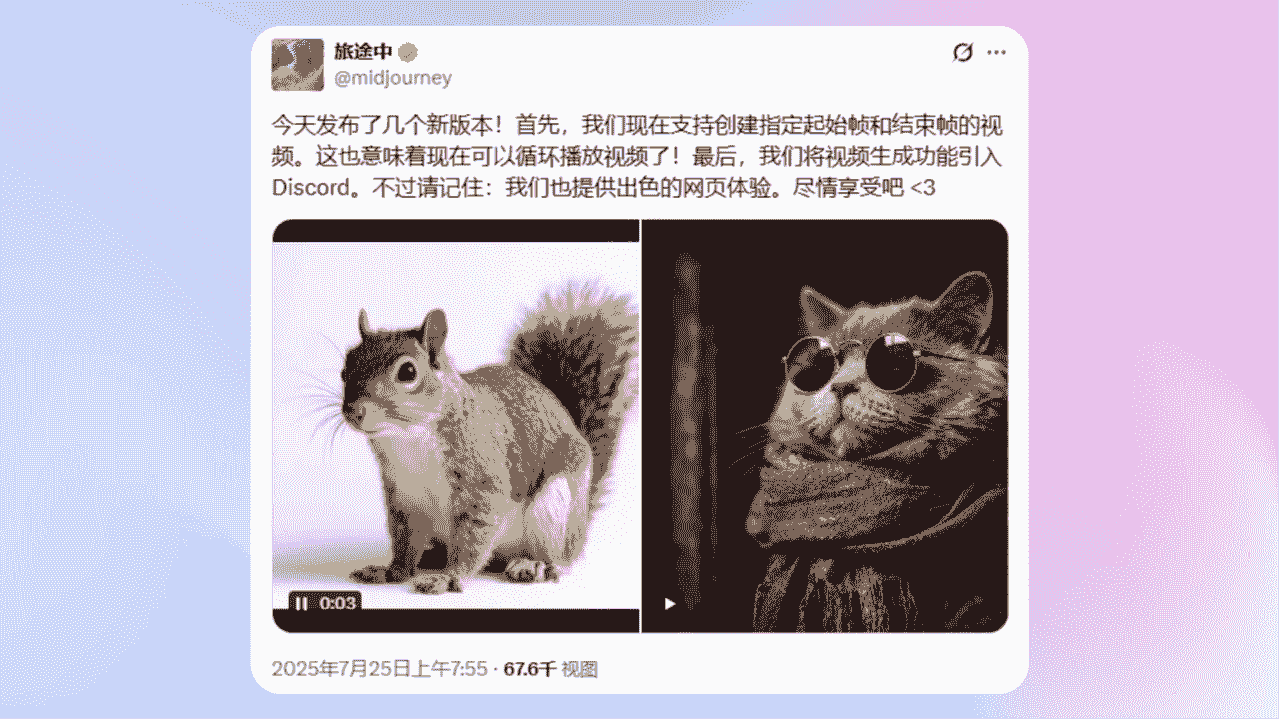 旅途中
@midjourney
今天发布了几个新版本！首先，我们现在支持创建指定起始帧和结束帧的视
频。这也意味着现在可以循环播放视频了！最后，我们将视频生成功能引入
Discord。不过请记住：我们也提供出色的网页体验。尽情享受吧 <3
0:03
2025年7月25日上午7:55 · 67.6千 视图